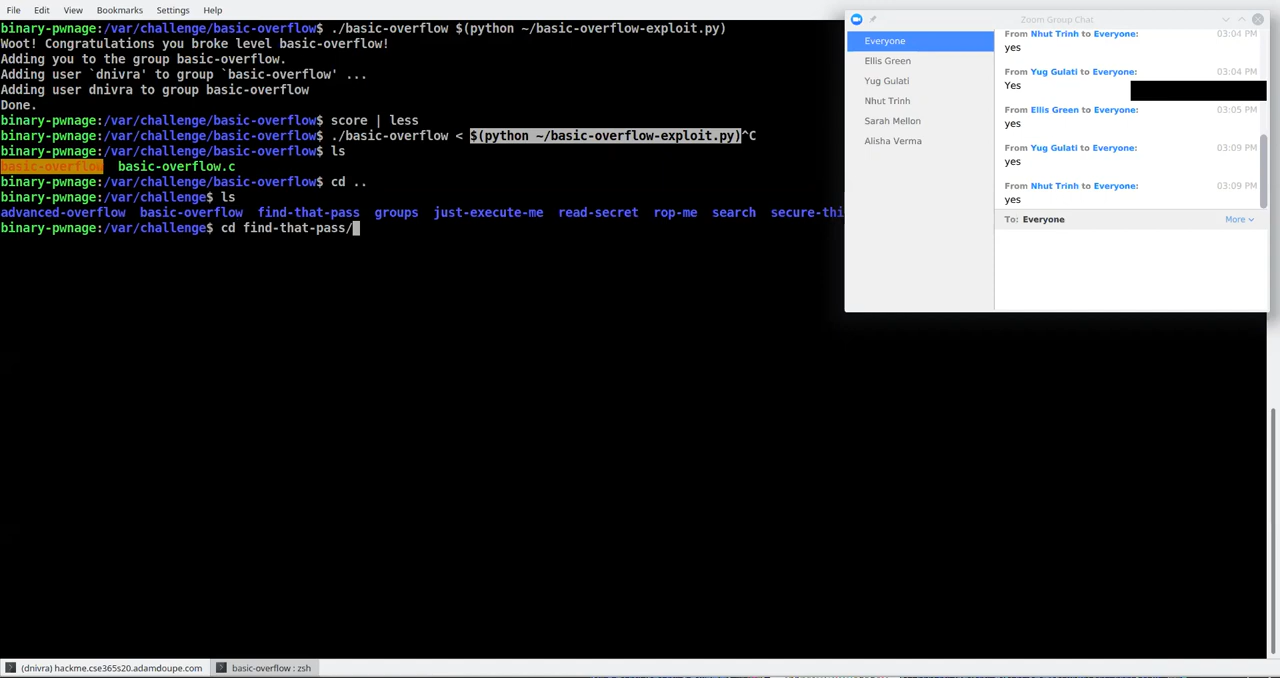 File Edit View Bookmarks Settings Help
binary-pwnage:/var/challenge/basic-overflow$ ./basic-overflow $(python ~/basic-overflow-exploit.py)
Woot! Congratulations you broke level basic-overflow!
Adding you to the group basic-overflow.
Adding user `dnivra' to group `basic-overflow' ...
Adding user dnivra to group basic-overflow
Done.
binary-pwnage:/var/challenge/basic-overflow$ score | less
binary-pwnage:/var/challenge/basic-overflow$ ./basic-overflow < $(python ~/basic-overflow-exploit.py)^C
binary-pwnage:/var/challenge/basic-overflow$ ls
basic-overflow basic-overflow.c
binary-pwnage:/var/challenge/basic-overflow$ cd ..
binary-pwnage:/var/challenge$ ls
advanced-overflow basic-overflow find-that-pass groups just-execute-me read-secret rop-me search secure-thi
binary-pwnage:/var/challenge$ cd find-that-pass/
Zoom Group Chat
Everyone
Ellis Green
Yug Gulati
Nhut Trinh
Sarah Mellon
Alisha Verma
From Nhut Trinh to Everyone: 03:04 PM
yes
From Yug Gulati to Everyone: 03:04 PM
Yes
From Ellis Green to Everyone: 03:05 PM
yes
From Yug Gulati to Everyone: 03:09 PM
yes
From Nhut Trinh to Everyone: 03:09 PM
yes
To: Everyone More
(dnivra) hackme.cse365s20.adamdoupe.com
basic-overflow : zsh